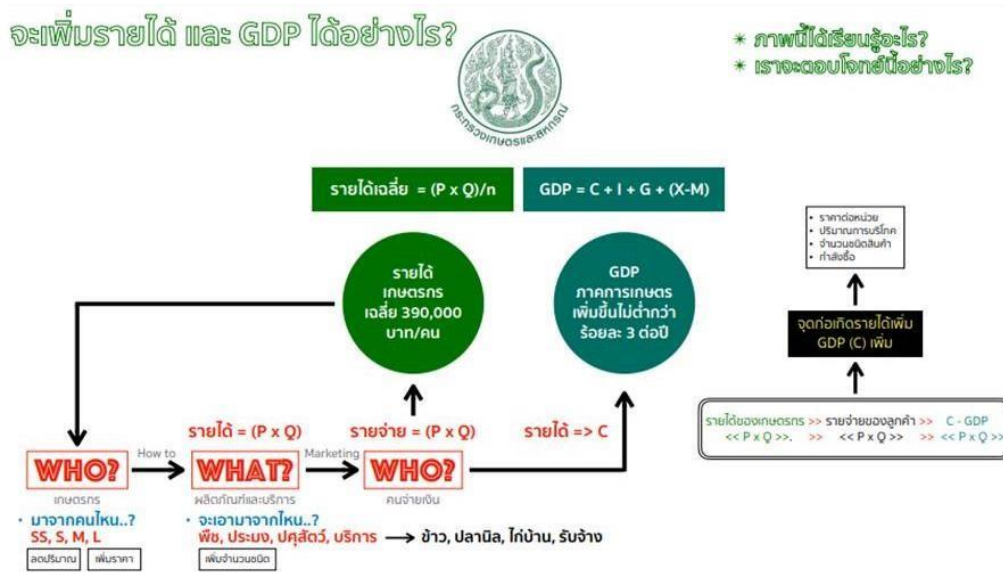 จะเพิ่มรายได้ และ GDP ได้อย่างไร?
✴ ภาพนี้ได้เรียนรู้อะไร?
✴ เราจะตอบโจทย์นี้อย่างไร?
กระทรวงเกษตรและสหกรณ์
รายได้เฉลี่ย = (P x Q)/n
GDP = C + I + G + (X-M)
รายได้
เกษตรกร
เฉลี่ย 390,000
บาท/คน
GDP
ภาคการเกษตร
เพิ่มขึ้นไม่ต่ำกว่า
ร้อยละ 3 ต่อปี
• ราคาต่อหน่วย
• ปริมาณการบริโภค
• จำนวนชนิดสินค้า
• กำลังซื้อ
จุดก่อเกิดรายได้เพิ่ม
GDP (C) เพิ่ม
รายได้ของเกษตรกร >> รายจ่ายของลูกค้า >> C - GDP
<< P x Q >>. >> << P x Q >> >> << P x Q >>
รายได้ = (P x Q)
รายจ่าย = (P x Q)
รายได้ => C
WHO?
How to
WHAT?
Marketing
WHO?
เกษตรกร
ผลิตภัณฑ์และบริการ
คนจ่ายเงิน
• มาจากคนไหน..?
SS, S, M, L
ลดปริมาณ
เพิ่มราคา
• จะเอามาจากไหน..?
พืช, ประมง, ปศุสัตว์, บริการ → ข้าว, ปลานิล, ไก่บ้าน, รับจ้าง
เพิ่มจำนวนชนิด